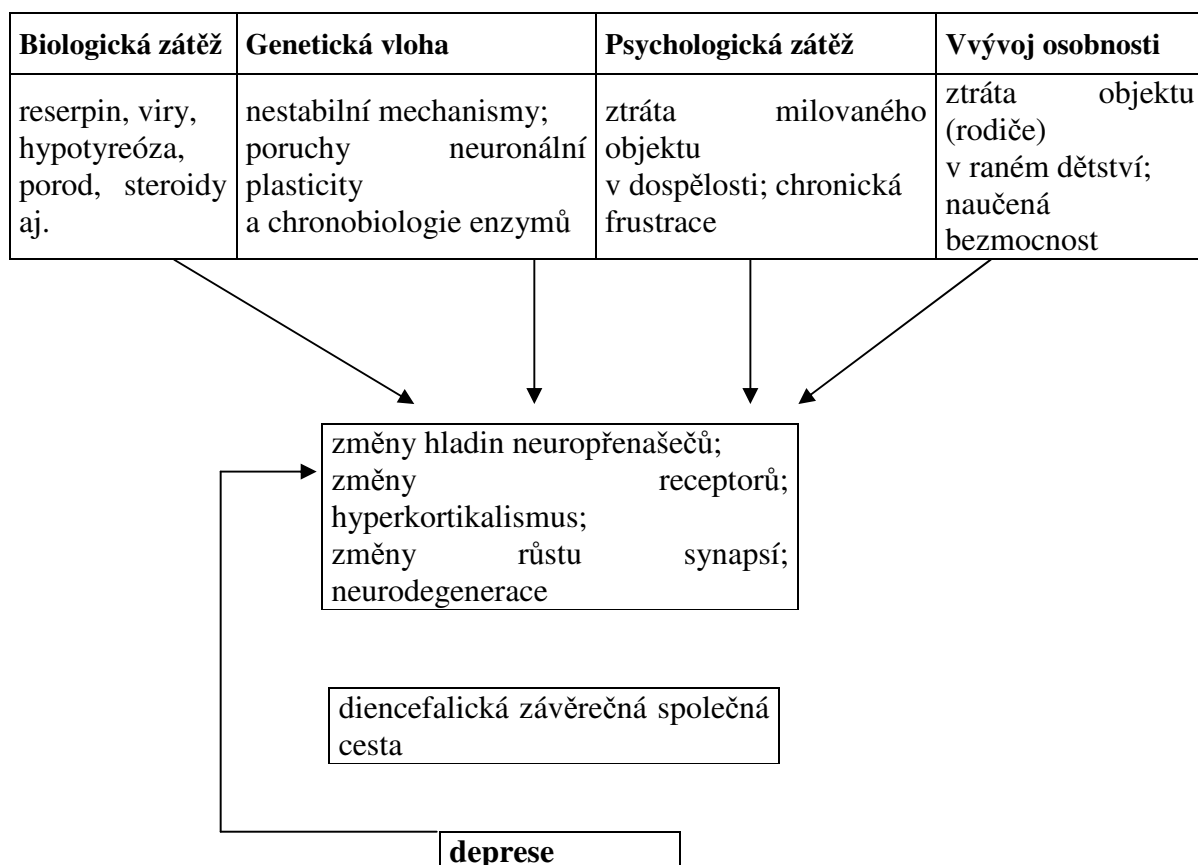 Biologická zátěž
Genetická vloha
Psychologická zátěž
Vvývoj osobnosti
reserpin, viry,
hypotyreóza,
porod, steroidy
aj.
nestabilní mechanismy;
poruchy neuronální
plasticity
a chronobiologie enzymů
ztráta milovaného
objektu
v dospělosti; chronická
frustrace
ztráta objektu
(rodiče)
v raném dětství;
naučená
bezmocnost
změny hladin neuropřenašečů;
změny receptorů;
hyperkortikalismus;
změny růstu synapsí;
neurodegenerace
diencefalická závěrečná společná
cesta
deprese